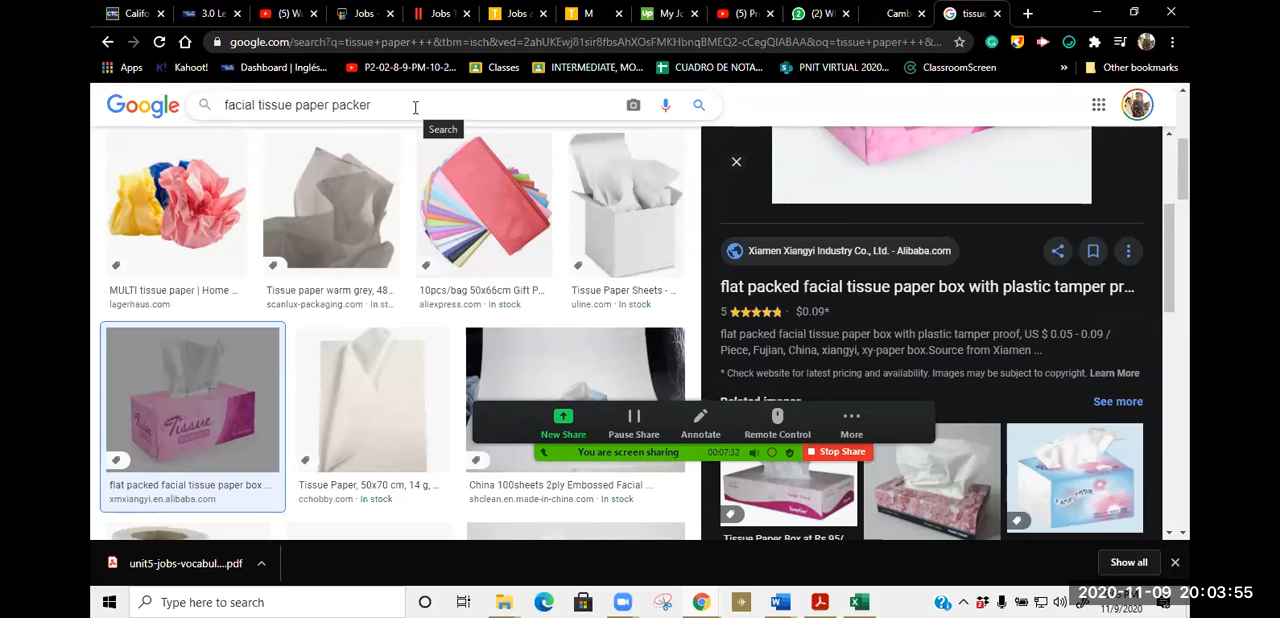 Califo
3.0 Le
(5) Wa
Jobs -
Jobs T
Jobs a
M
My Jo
(5) Pr
(2) W
Camb
tissue
google.com/search?q=tissue+paper+++&tbm=isch&ved=2ahUKEwj81sir8fbsAhXOsFMKHbnqBMEQ2-cCegQIABAA&oq=tissue+paper+++&...
Apps
Kahoot!
Dashboard | Inglés...
P2-02-8-9-PM-10-2...
Classes
INTERMEDIATE, MO...
CUADRO DE NOTA...
PNIT VIRTUAL 2020...
ClassroomScreen
»
Other bookmarks
Google
facial tissue paper packer
Search
MULTI tissue paper | Home ...
lagerhaus.com
Tissue paper warm grey, 48...
scanlux-packaging.com · In st...
10pcs/bag 50x66cm Gift P...
aliexpress.com · In stock
Tissue Paper Sheets - ...
uline.com · In stock
Tissue
flat packed facial tissue paper box ...
xmxiangyi.en.alibaba.com
Tissue Paper, 50x70 cm, 14 g, ...
cchobby.com · In stock
China 100sheets 2ply Embossed Facial ...
shclean.en.made-in-china.com · In stock
Xiamen Xiangyi Industry Co., Ltd. - Alibaba.com
flat packed facial tissue paper box with plastic tamper pr...
5 ★★★★★ · $0.09*
flat packed facial tissue paper box with plastic tamper proof, US $ 0.05 - 0.09 /
Piece, Fujian, China, xiangyi, xy-paper box.Source from Xiamen ...
* Check website for latest pricing and availability. Images may be subject to copyright. Learn More
Related images
See more
Tissue Paper Box at Rs 95/
New Share
Pause Share
Annotate
Remote Control
More
You are screen sharing
00:07:32
Stop Share
unit5-jobs-vocabul....pdf
Show all
Type here to search
11/9/2020
2020-11-09 20:03:55